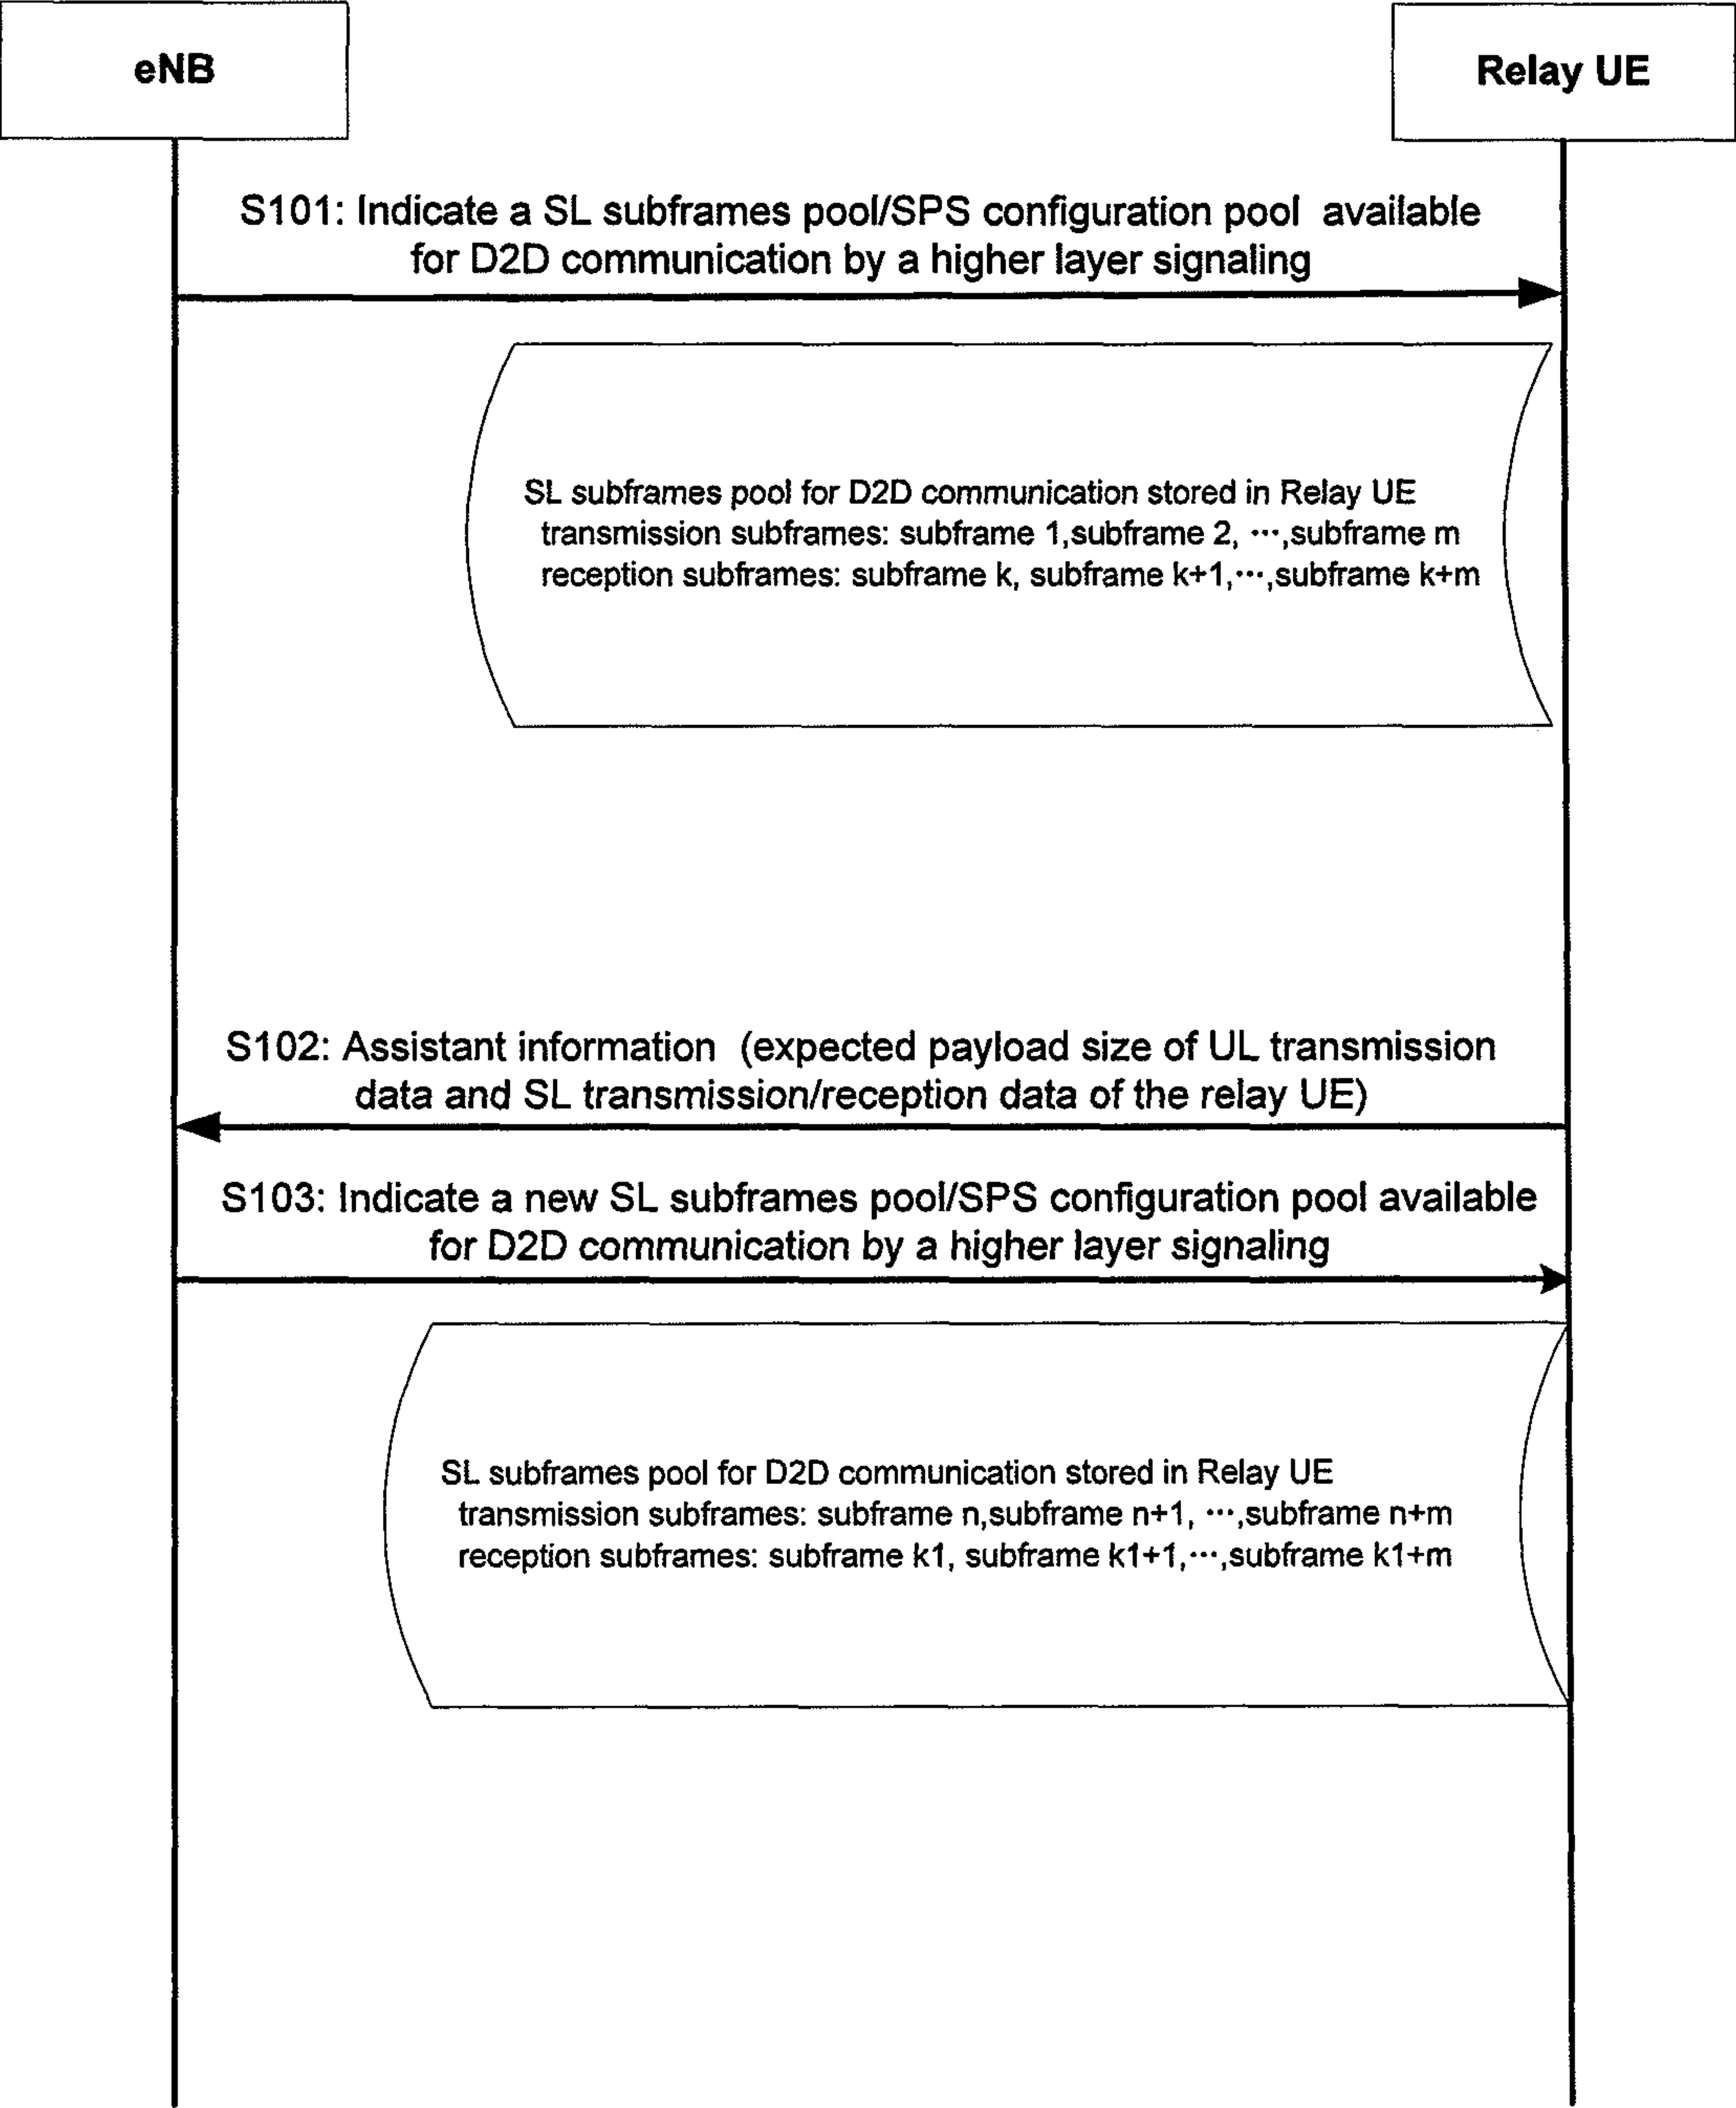 eNB
Relay UE
S101: Indicate a SL subframes pool/SPS configuration pool available
for D2D communication by a higher layer signaling
SL subframes pool for D2D communication stored in Relay UE
transmission subframes: subframe 1,subframe 2, ···,subframe m
reception subframes: subframe k, subframe k+1,···,subframe k+m
S102: Assistant information (expected payload size of UL transmission
data and SL transmission/reception data of the relay UE)
S103: Indicate a new SL subframes pool/SPS configuration pool available
for D2D communication by a higher layer signaling
SL subframes pool for D2D communication stored in Relay UE
transmission subframes: subframe n,subframe n+1, ···,subframe n+m
reception subframes: subframe k1, subframe k1+1,···,subframe k1+m